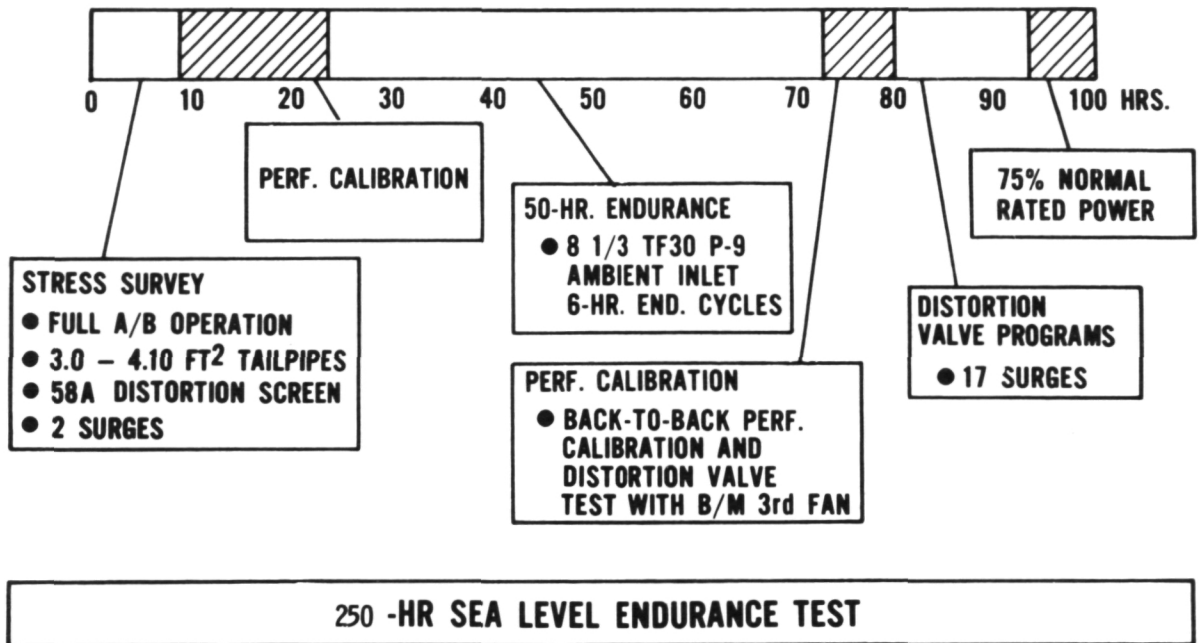 0 10 20 30 40 50 60 70 80 90 100 HRS.
PERF. CALIBRATION
75% NORMAL
RATED POWER
50-HR. ENDURANCE
● 8 1/3 TF30 P-9
AMBIENT INLET
6-HR. END. CYCLES
STRESS SURVEY
● FULL A/B OPERATION
● 3.0 – 4.10 FT² TAILPIPES
● 58A DISTORTION SCREEN
● 2 SURGES
DISTORTION
VALVE PROGRAMS
● 17 SURGES
PERF. CALIBRATION
● BACK-TO-BACK PERF.
CALIBRATION AND
DISTORTION VALVE
TEST WITH B/M 3rd FAN
250 -HR SEA LEVEL ENDURANCE TEST